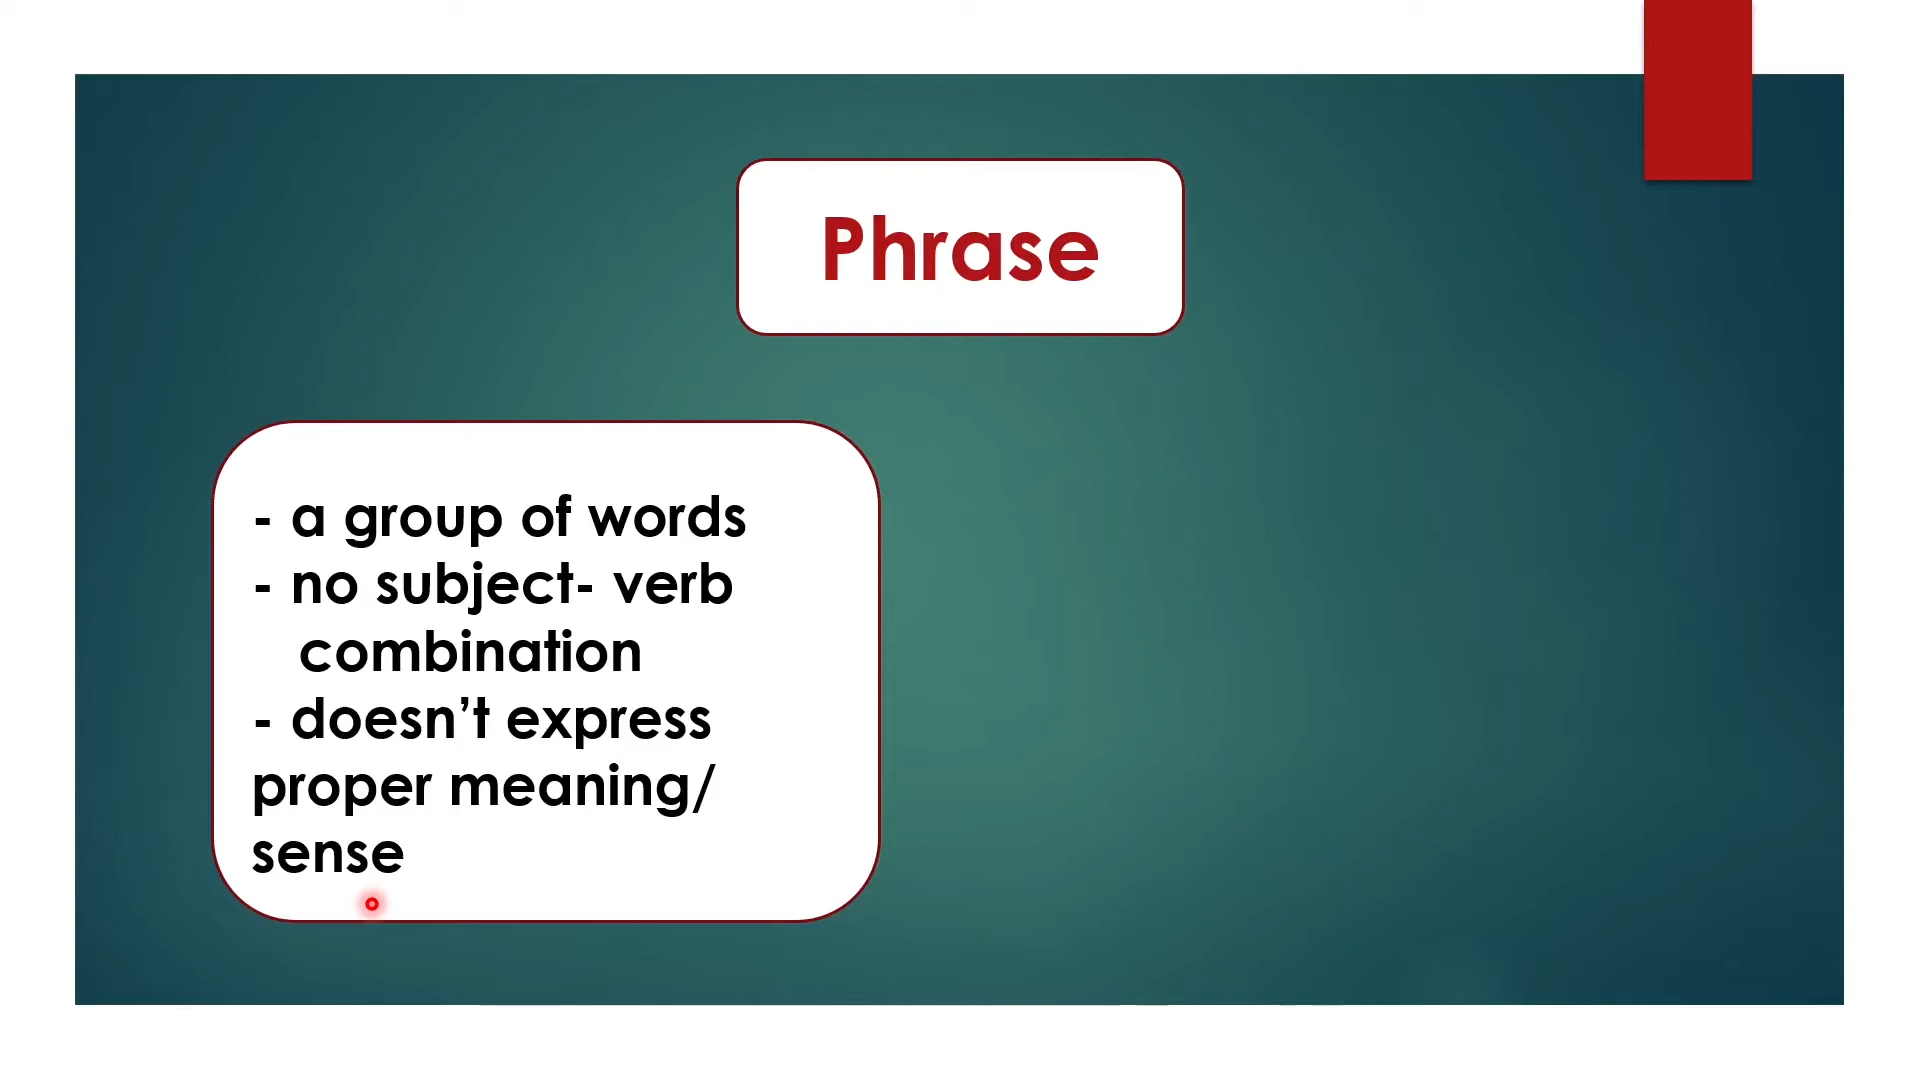 Phrase
- a group of words
- no subject- verb
combination
- doesn’t express
proper meaning/
sense